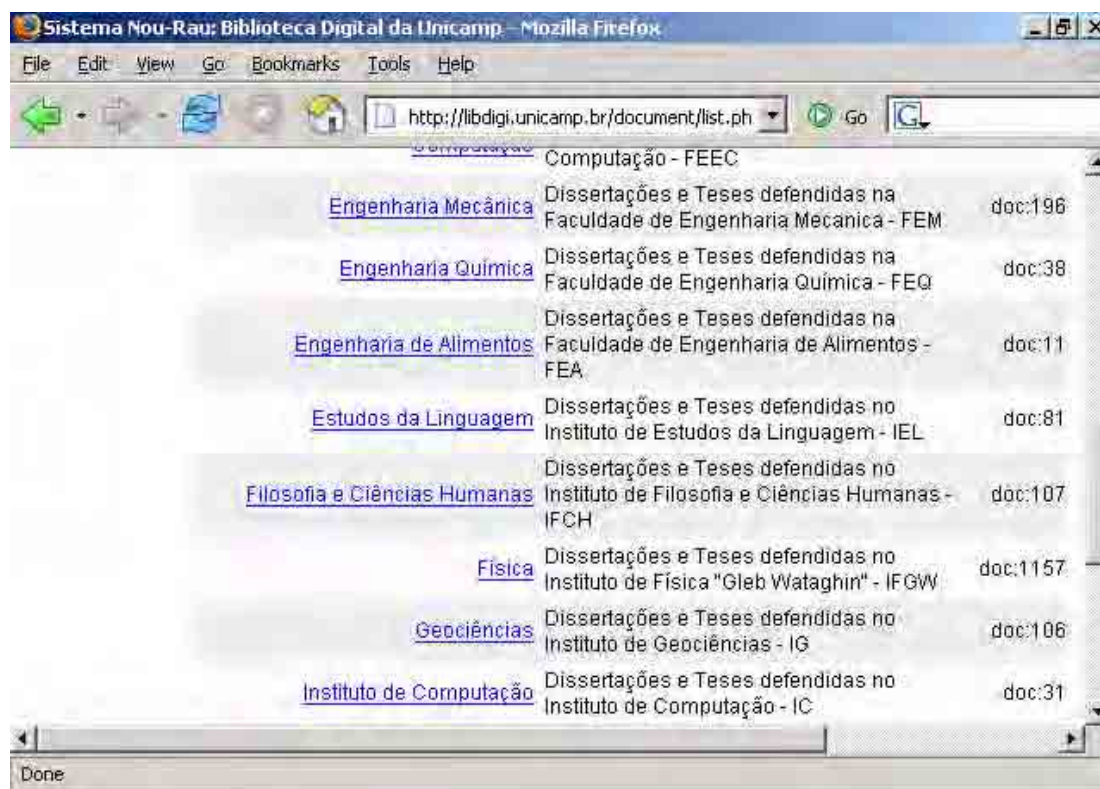 Sistema Nou-Rau: Biblioteca Digital da Unicamp - Mozilla Firefox
File Edit View Go Bookmarks Tools Help
http://libdigi.unicamp.br/document/list.ph Go G
Computação Computação - FEEC
Engenharia Mecânica Dissertações e Teses defendidas na
Faculdade de Engenharia Mecanica - FEM doc:196
Engenharia Química Dissertações e Teses defendidas na
Faculdade de Engenharia Química - FEQ doc:38
Dissertações e Teses defendidas na
Engenharia de Alimentos Faculdade de Engenharia de Alimentos - doc:11
FEA
Estudos da Linguagem Dissertações e Teses defendidas no
Instituto de Estudos da Linguagem - IEL doc:81
Dissertações e Teses defendidas no
Filosofia e Ciências Humanas Instituto de Filosofia e Ciências Humanas - doc:107
IFCH
Física Dissertações e Teses defendidas no
Instituto de Física "Gleb Wataghin" - IFGW doc:1157
Geociências Dissertações e Teses defendidas no
Instituto de Geociências - IG doc:106
Instituto de Computação Dissertações e Teses defendidas no
Instituto de Computação - IC doc:31
Done